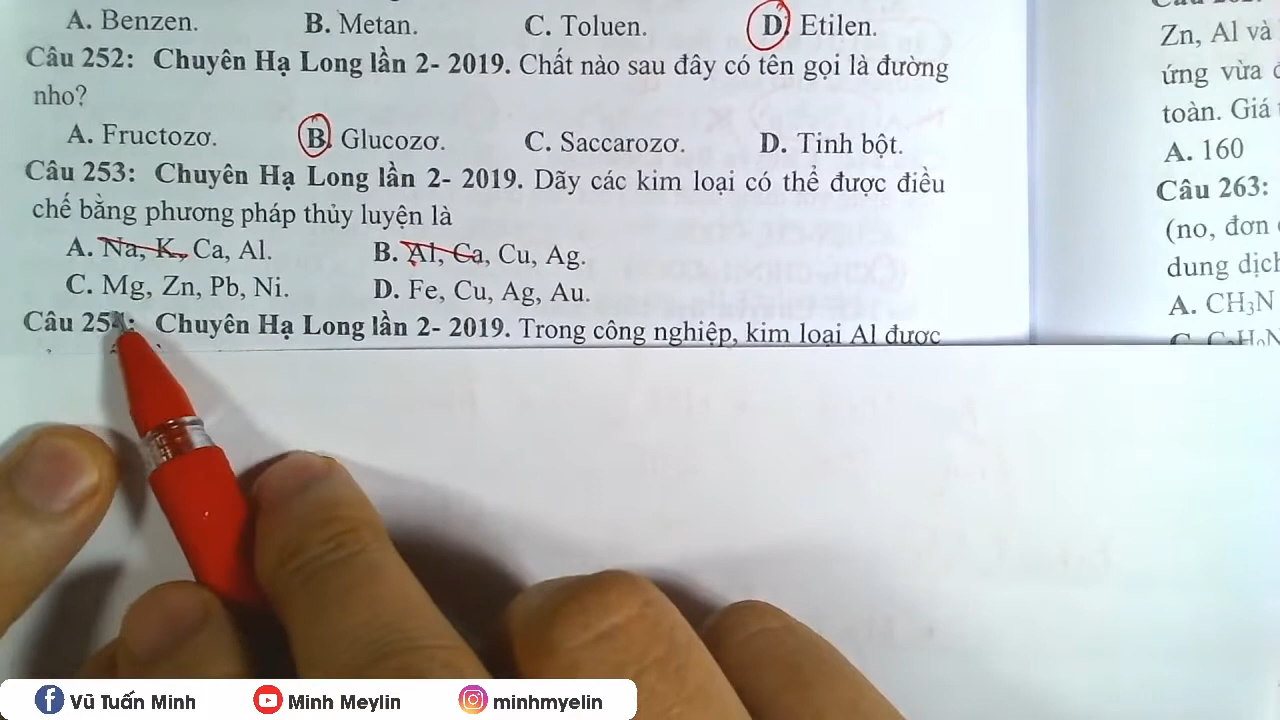 A. Benzen. B. Metan. C. Toluen. D. Etilen.
Câu 252: Chuyên Hạ Long lần 2- 2019. Chất nào sau đây có tên gọi là đường
nho?
A. Fructozơ. B. Glucozơ. C. Saccarozơ. D. Tinh bột.
Câu 253: Chuyên Hạ Long lần 2- 2019. Dãy các kim loại có thể được điều
chế bằng phương pháp thủy luyện là
A. Na, K, Ca, Al. B. Al, Ca, Cu, Ag.
C. Mg, Zn, Pb, Ni. D. Fe, Cu, Ag, Au.
Câu 254: Chuyên Hạ Long lần 2- 2019. Trong công nghiệp, kim loại Al được
Zn, Al và
ứng vừa
toàn. Giá
A. 160
Câu 263:
(no, đơn
dung dịch
A. CH₃N
Vũ Tuấn Minh Minh Meylin minhmyelin